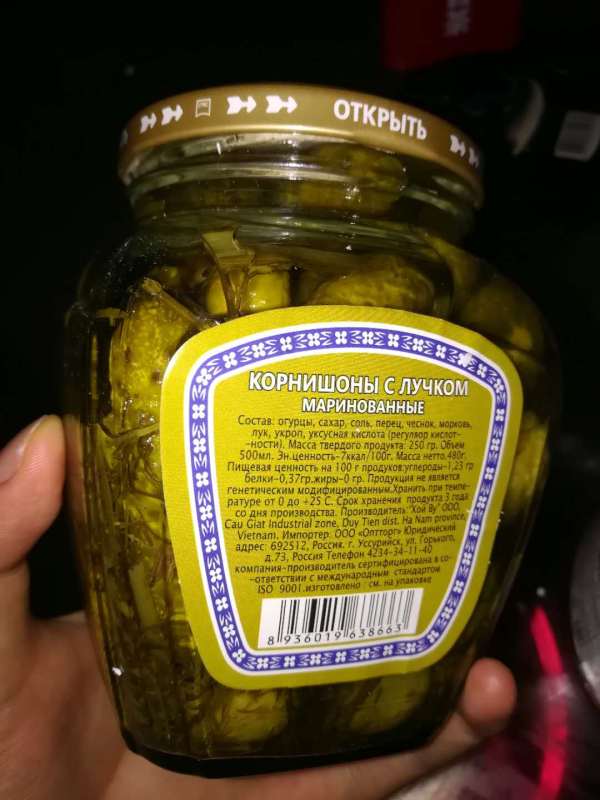 ОТКРЫТЬ
КОРНИШОНЫ С ЛУЧКОМ
МАРИНОВАННЫЕ
Состав: огурцы, сахар, соль, перец, чеснок, морковь,
лук, укроп, уксусная кислота (регуляор кислот-
-ности). Масса твердого продукта: 250 гр. Объем
500мл. Эн.ценность-7ккал/100г. Масса нетто.480г.
Пищевая ценность на 100 г продуков:углероды-1,23 гр
белки-0,37гр,жиры-0 гр. Продукция не является
генетическим модифицированным.Хранить при темпе-
ратуре от 0 до +25 С. Срок хранения продукта 3 года
со дня производства. Производитель"Хой Ву" ООО,
Cau Giat Industrial zone, Duy Tien dist. Ha Nam province,
Vietnam. Импортер: ООО «Оптторг» Юридический
адрес: 692512, Россия, г. Уссурийск, ул. Горького,
д.73, Россия Телефон 4234-34-11-40
компания-производитель сертифицирована в со-
-ответствии с международным стандартом
ISO 9001.изготовлено : см. на упаковке
8 936019 638663